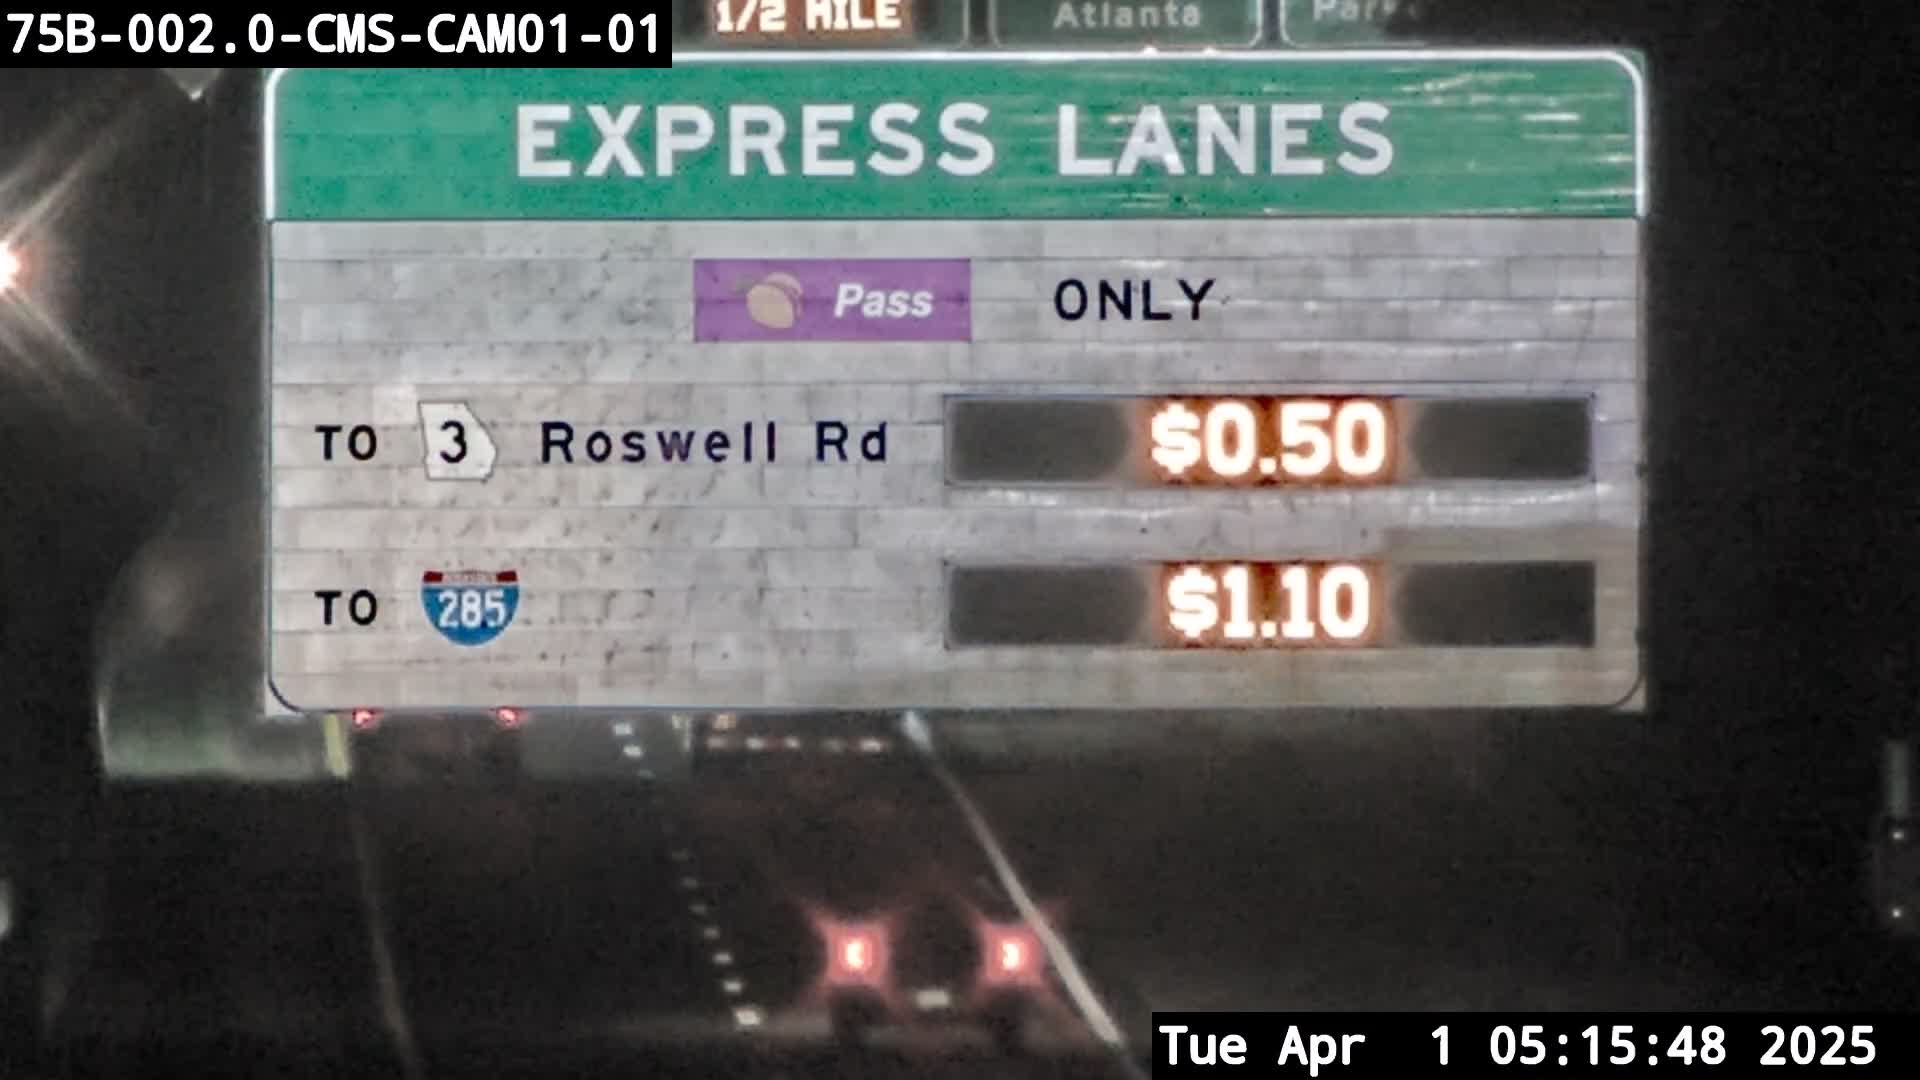 75B-002.0-CMS-CAM01-01
1/2 MILE
Atlanta
EXPRESS LANES
Pass ONLY
TO 3 Roswell Rd $0.50
TO 285 $1.10
Tue Apr 1 05:15:48 2025